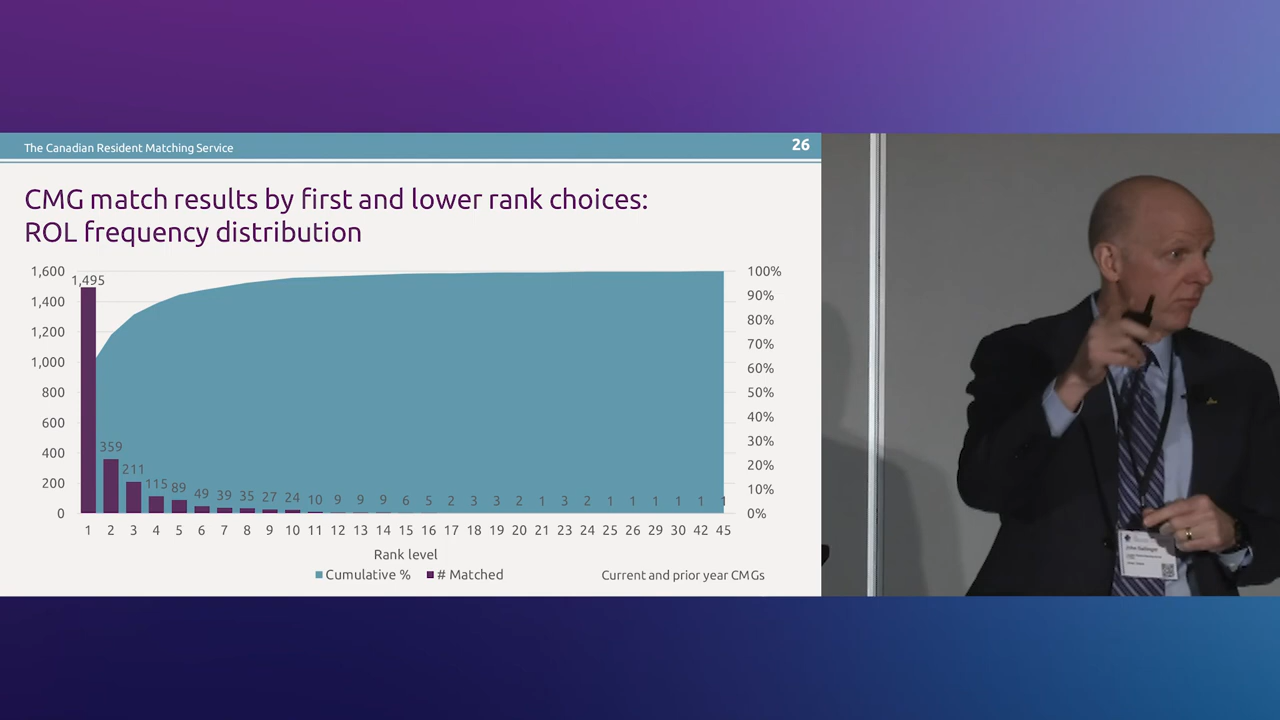 The Canadian Resident Matching Service
26
CMG match results by first and lower rank choices:
ROL frequency distribution
1,600 100%
1,495
90%
1,400
80%
1,200
70%
1,000
60%
800 50%
600 40%
359
400 30%
211
20%
200 115 89 49 39 35 27 24 10 9 9 9 6 5 2 3 3 2 1 3 2 1 1 1 1 1 1
10%
0 0%
1 2 3 4 5 6 7 8 9 10 11 12 13 14 15 16 17 18 19 20 21 23 24 25 26 29 30 42 45
Rank level
Cumulative % # Matched Current and prior year CMGs